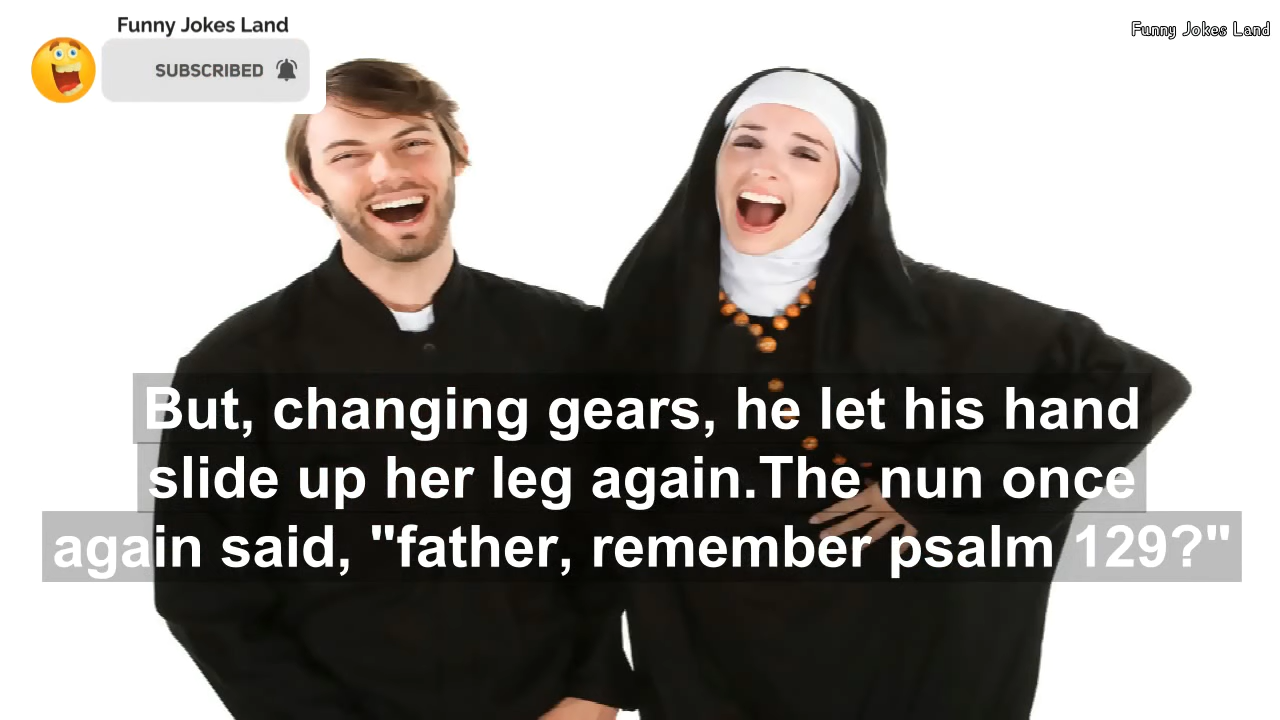 Funny Jokes Land
SUBSCRIBED
Funny Jokes Land
But, changing gears, he let his hand
slide up her leg again.The nun once
again said, "father, remember psalm 129?"